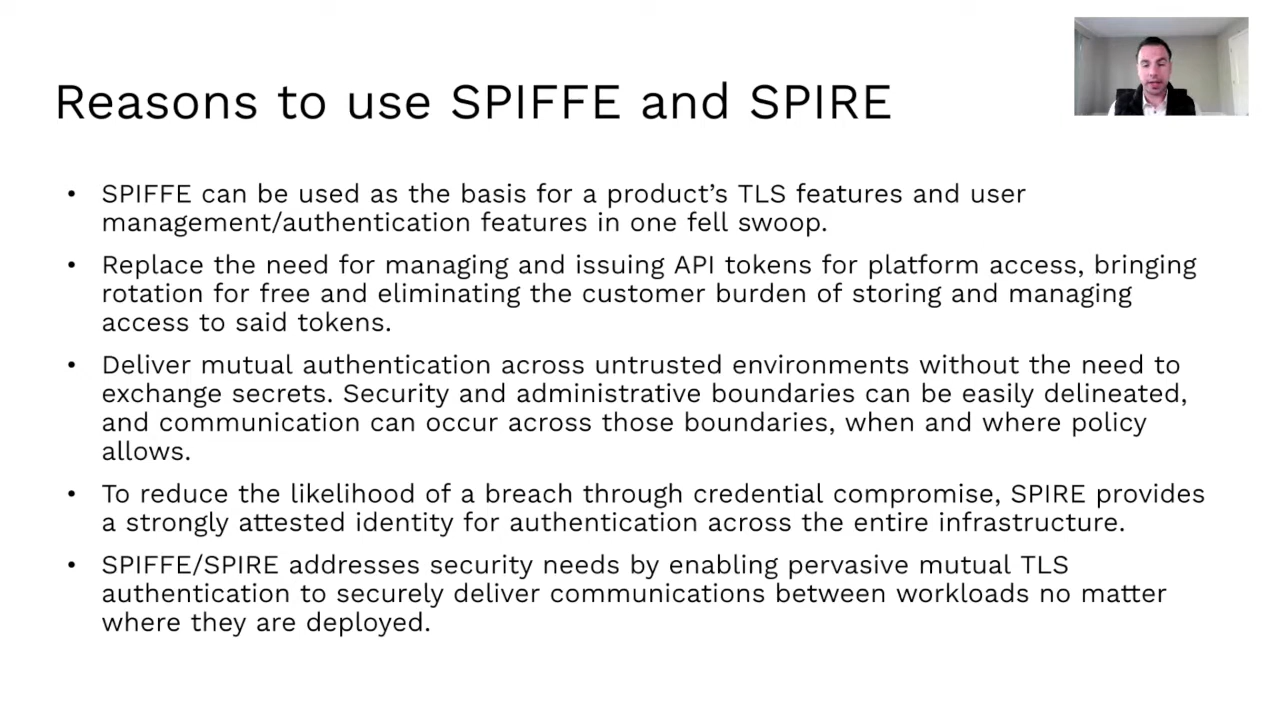 Reasons to use SPIFFE and SPIRE
• SPIFFE can be used as the basis for a product’s TLS features and user
management/authentication features in one fell swoop.
• Replace the need for managing and issuing API tokens for platform access, bringing
rotation for free and eliminating the customer burden of storing and managing
access to said tokens.
• Deliver mutual authentication across untrusted environments without the need to
exchange secrets. Security and administrative boundaries can be easily delineated,
and communication can occur across those boundaries, when and where policy
allows.
• To reduce the likelihood of a breach through credential compromise, SPIRE provides
a strongly attested identity for authentication across the entire infrastructure.
• SPIFFE/SPIRE addresses security needs by enabling pervasive mutual TLS
authentication to securely deliver communications between workloads no matter
where they are deployed.